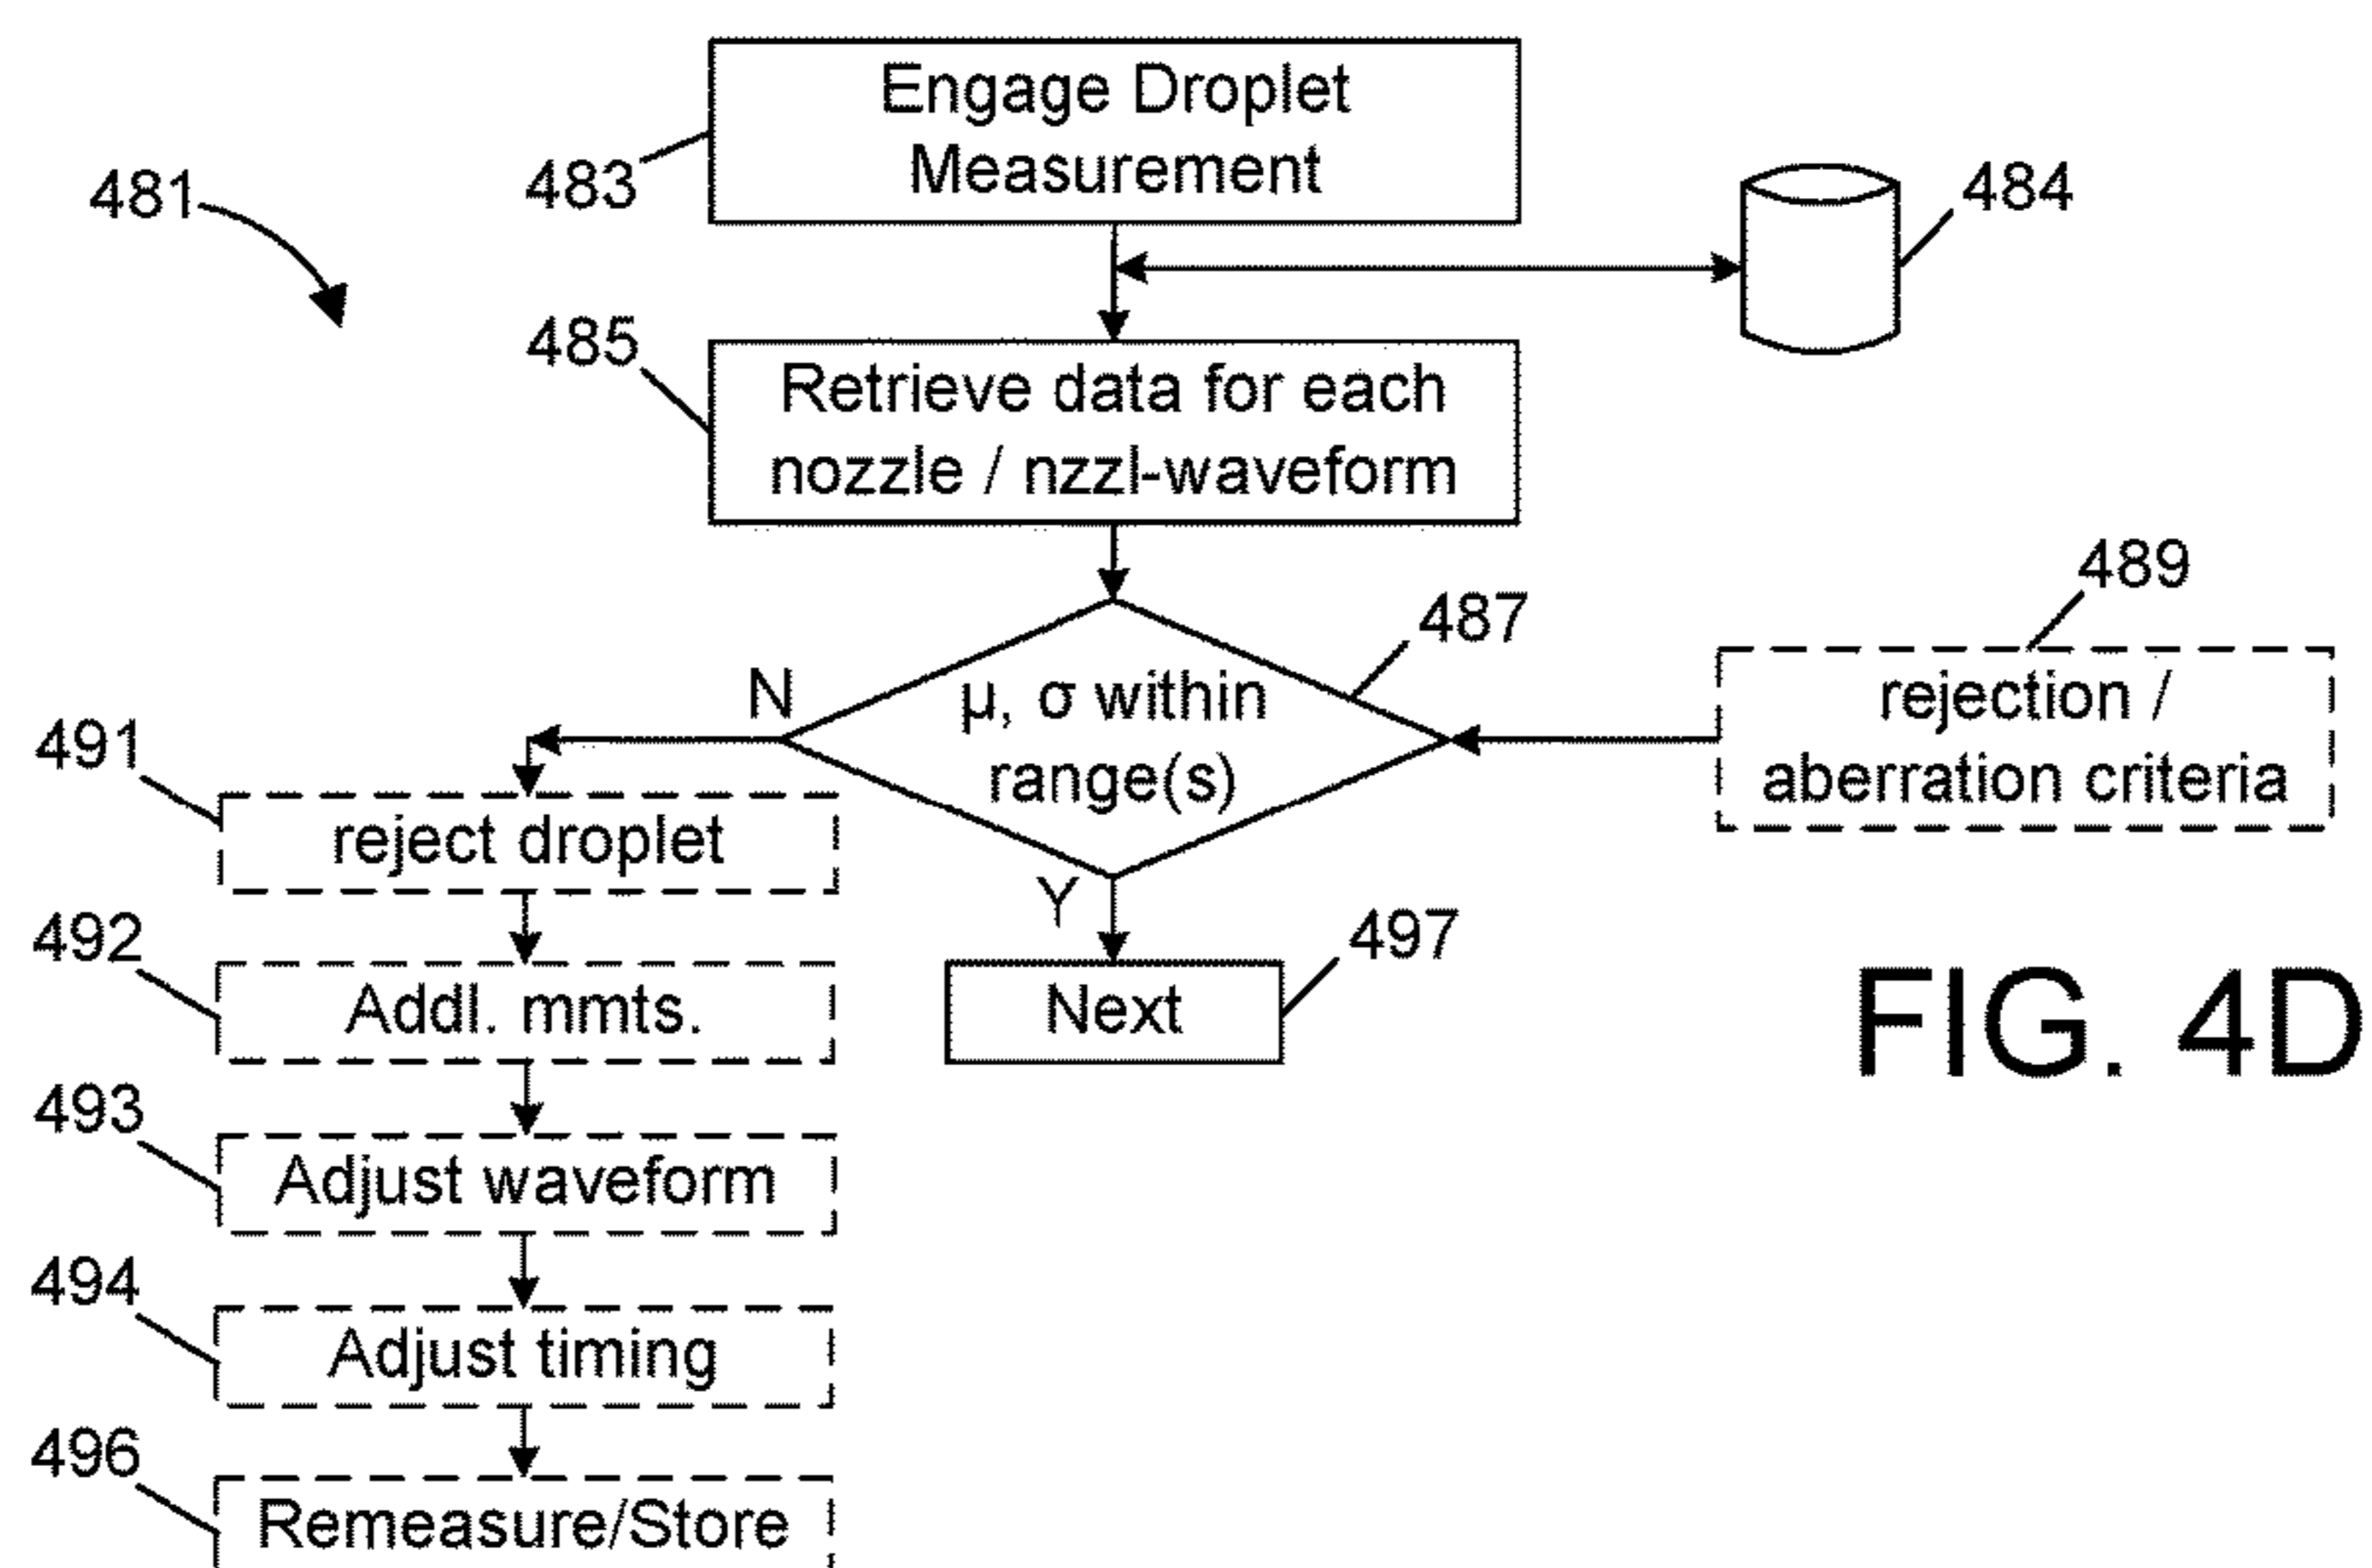 Engage Droplet
Measurement
481
483
484
485
Retrieve data for each
nozzle / nzzl-waveform
489
487
N
μ, σ within
range(s)
rejection /
aberration criteria
491
reject droplet
Y
492
497
Addl. mmts.
Next
FIG. 4D
493
Adjust waveform
494
Adjust timing
496
Remeasure/Store